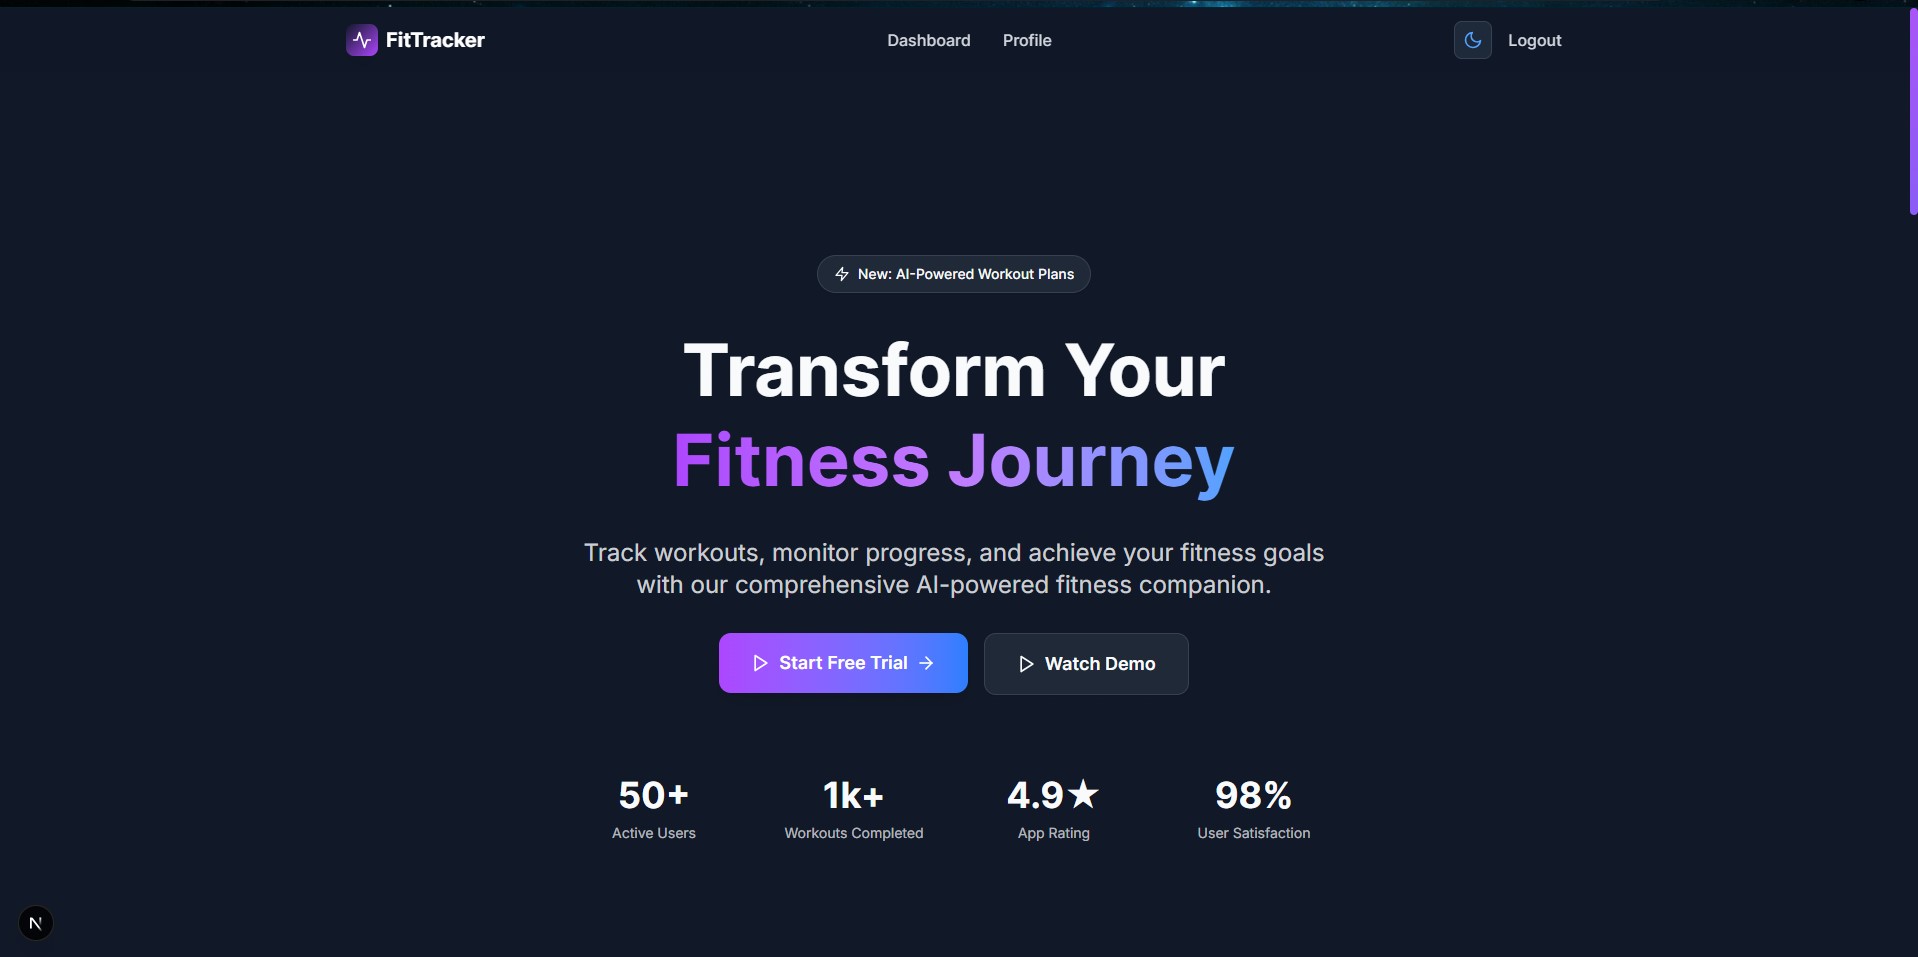 FitTracker
Dashboard
Profile
Logout
New: AI-Powered Workout Plans
Transform Your
Fitness Journey
Track workouts, monitor progress, and achieve your fitness goals
with our comprehensive AI-powered fitness companion.
Start Free Trial →
Watch Demo
50+
Active Users
1k+
Workouts Completed
4.9★
App Rating
98%
User Satisfaction
N